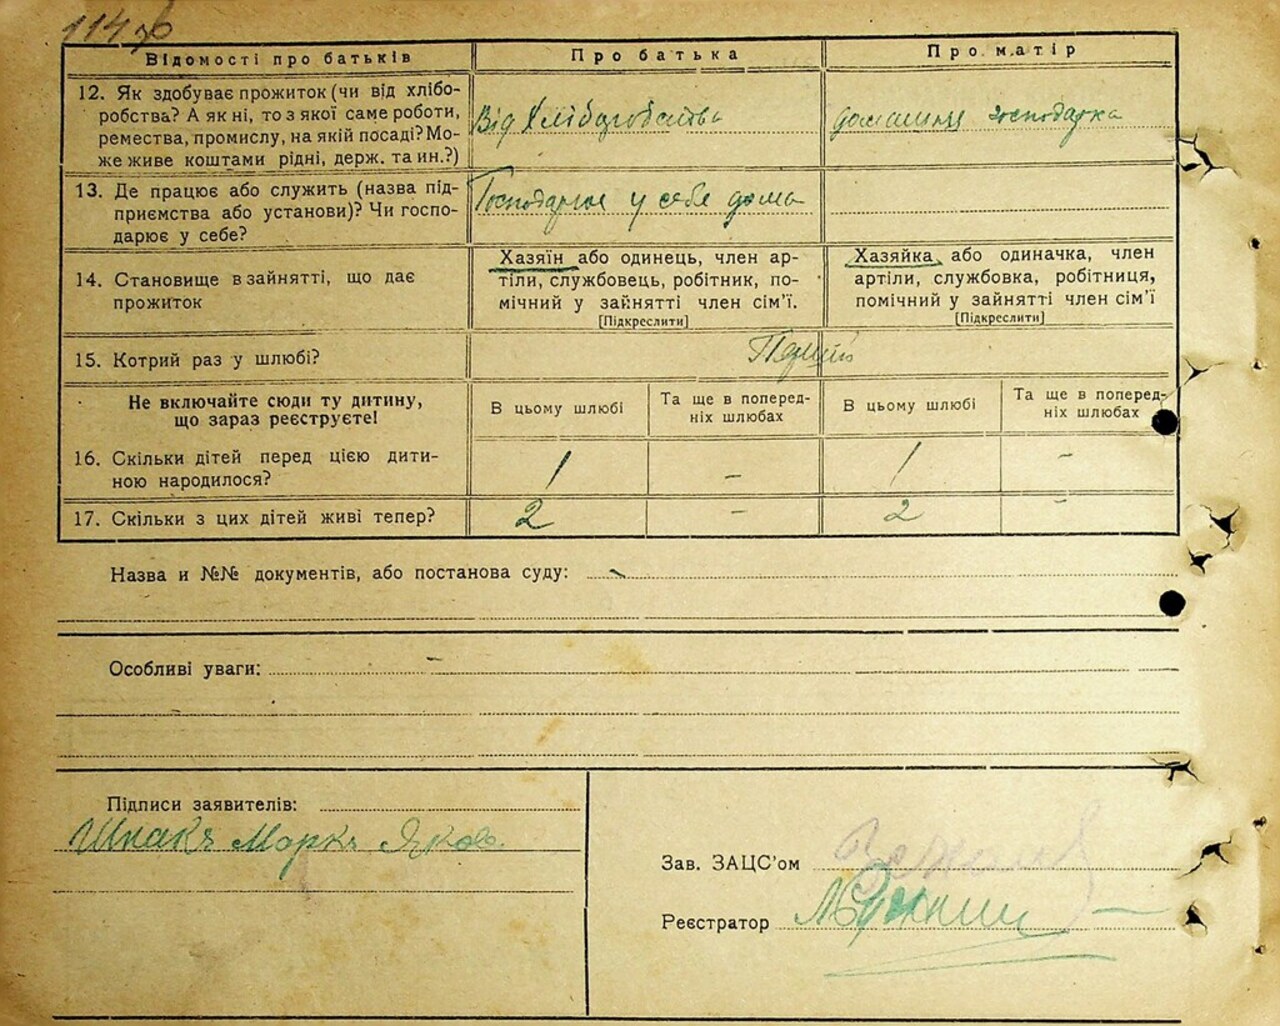 114 зв
Відомості про батьків
Про батька
Про матір
12. Як здобуває прожиток (чи від хлібо-
робства? А як ні, то з якої саме роботи,
ремества, промислу, на якій посаді? Мо-
же живе коштами рідні, держ. та ин.?)
Від Хліборобства
домашня господарка
13. Де працює або служить (назва під-
приємства або установи)? Чи госпо-
дарює у себе?
Господарює у себе дома
14. Становище в зайнятті, що дає
прожиток
Хазяїн або одинець, член ар-
тіли, службовець, робітник, по-
мічний у зайнятті член сім'ї.
[Підкреслити]
Хазяйка, або одиначка, член
артіли, службовка, робітниця,
помічний у зайнятті член сім'ї
[Підкреслити]
15. Котрий раз у шлюбі?
Не включайте сюди ту дитину,
що зараз реєструєте!
В цьому шлюбі
Та ще в поперед-
ніх шлюбах
В цьому шлюбі
Та ще в поперед-
ніх шлюбах
16. Скільки дітей перед цією дити-
ною народилося?
1 - 1 -
17. Скільки з цих дітей живі тепер?
2 - 2 -
Назва и №№ документів, або постанова суду:
Особливі уваги:
Підписи заявителів:
Шпакъ Маркъ Яков.
Зав. ЗАЦС'ом
Реєстратор